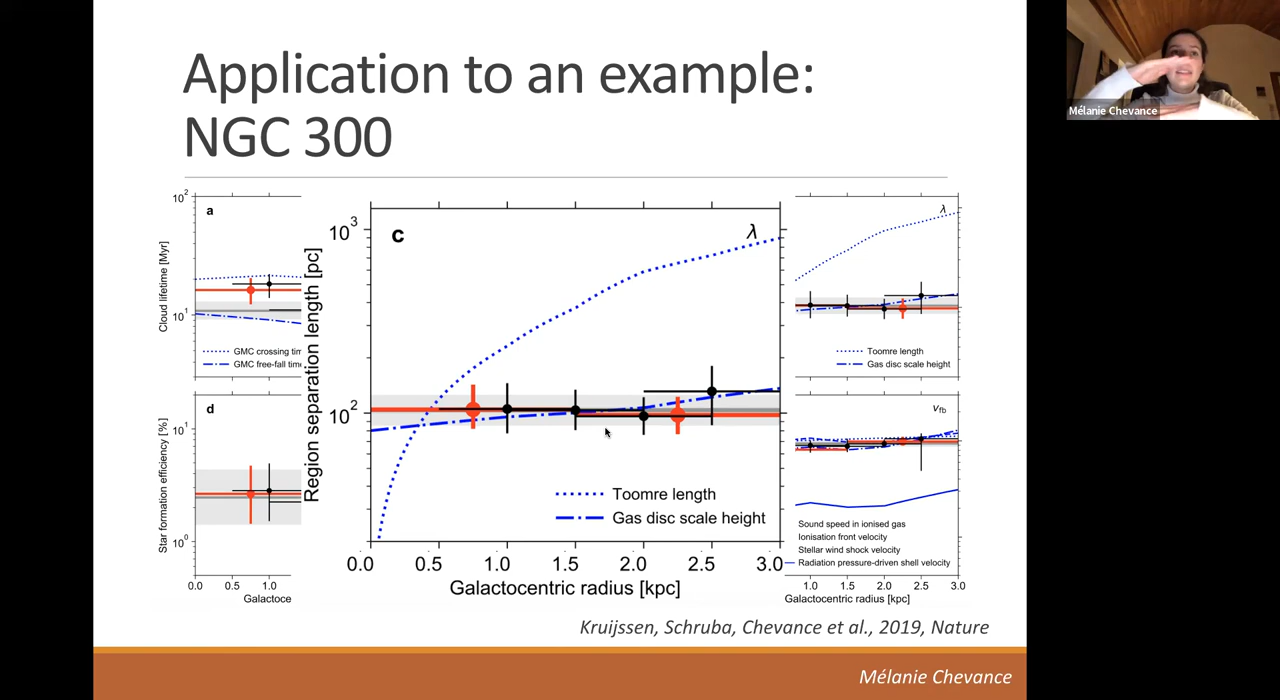 Application to an example:
NGC 300
Mélanie Chevance
a
10²
10¹
Cloud lifetime [Myr]
GMC crossing tim
GMC free-fall time
d
10¹
10⁰
Star formation efficiency [%]
0.0 0.5 1.0
Galactoce
c
λ
10³
10²
Region separation length [pc]
Toomre length
Gas disc scale height
0.0 0.5 1.0 1.5 2.0 2.5 3.0
Galactocentric radius [kpc]
λ
Toomre length
Gas disc scale height
vfb
Sound speed in ionised gas
Ionisation front velocity
Stellar wind shock velocity
Radiation pressure-driven shell velocity
1.0 1.5 2.0 2.5 3.0
Galactocentric radius [kpc]
Kruijssen, Schruba, Chevance et al., 2019, Nature
Mélanie Chevance